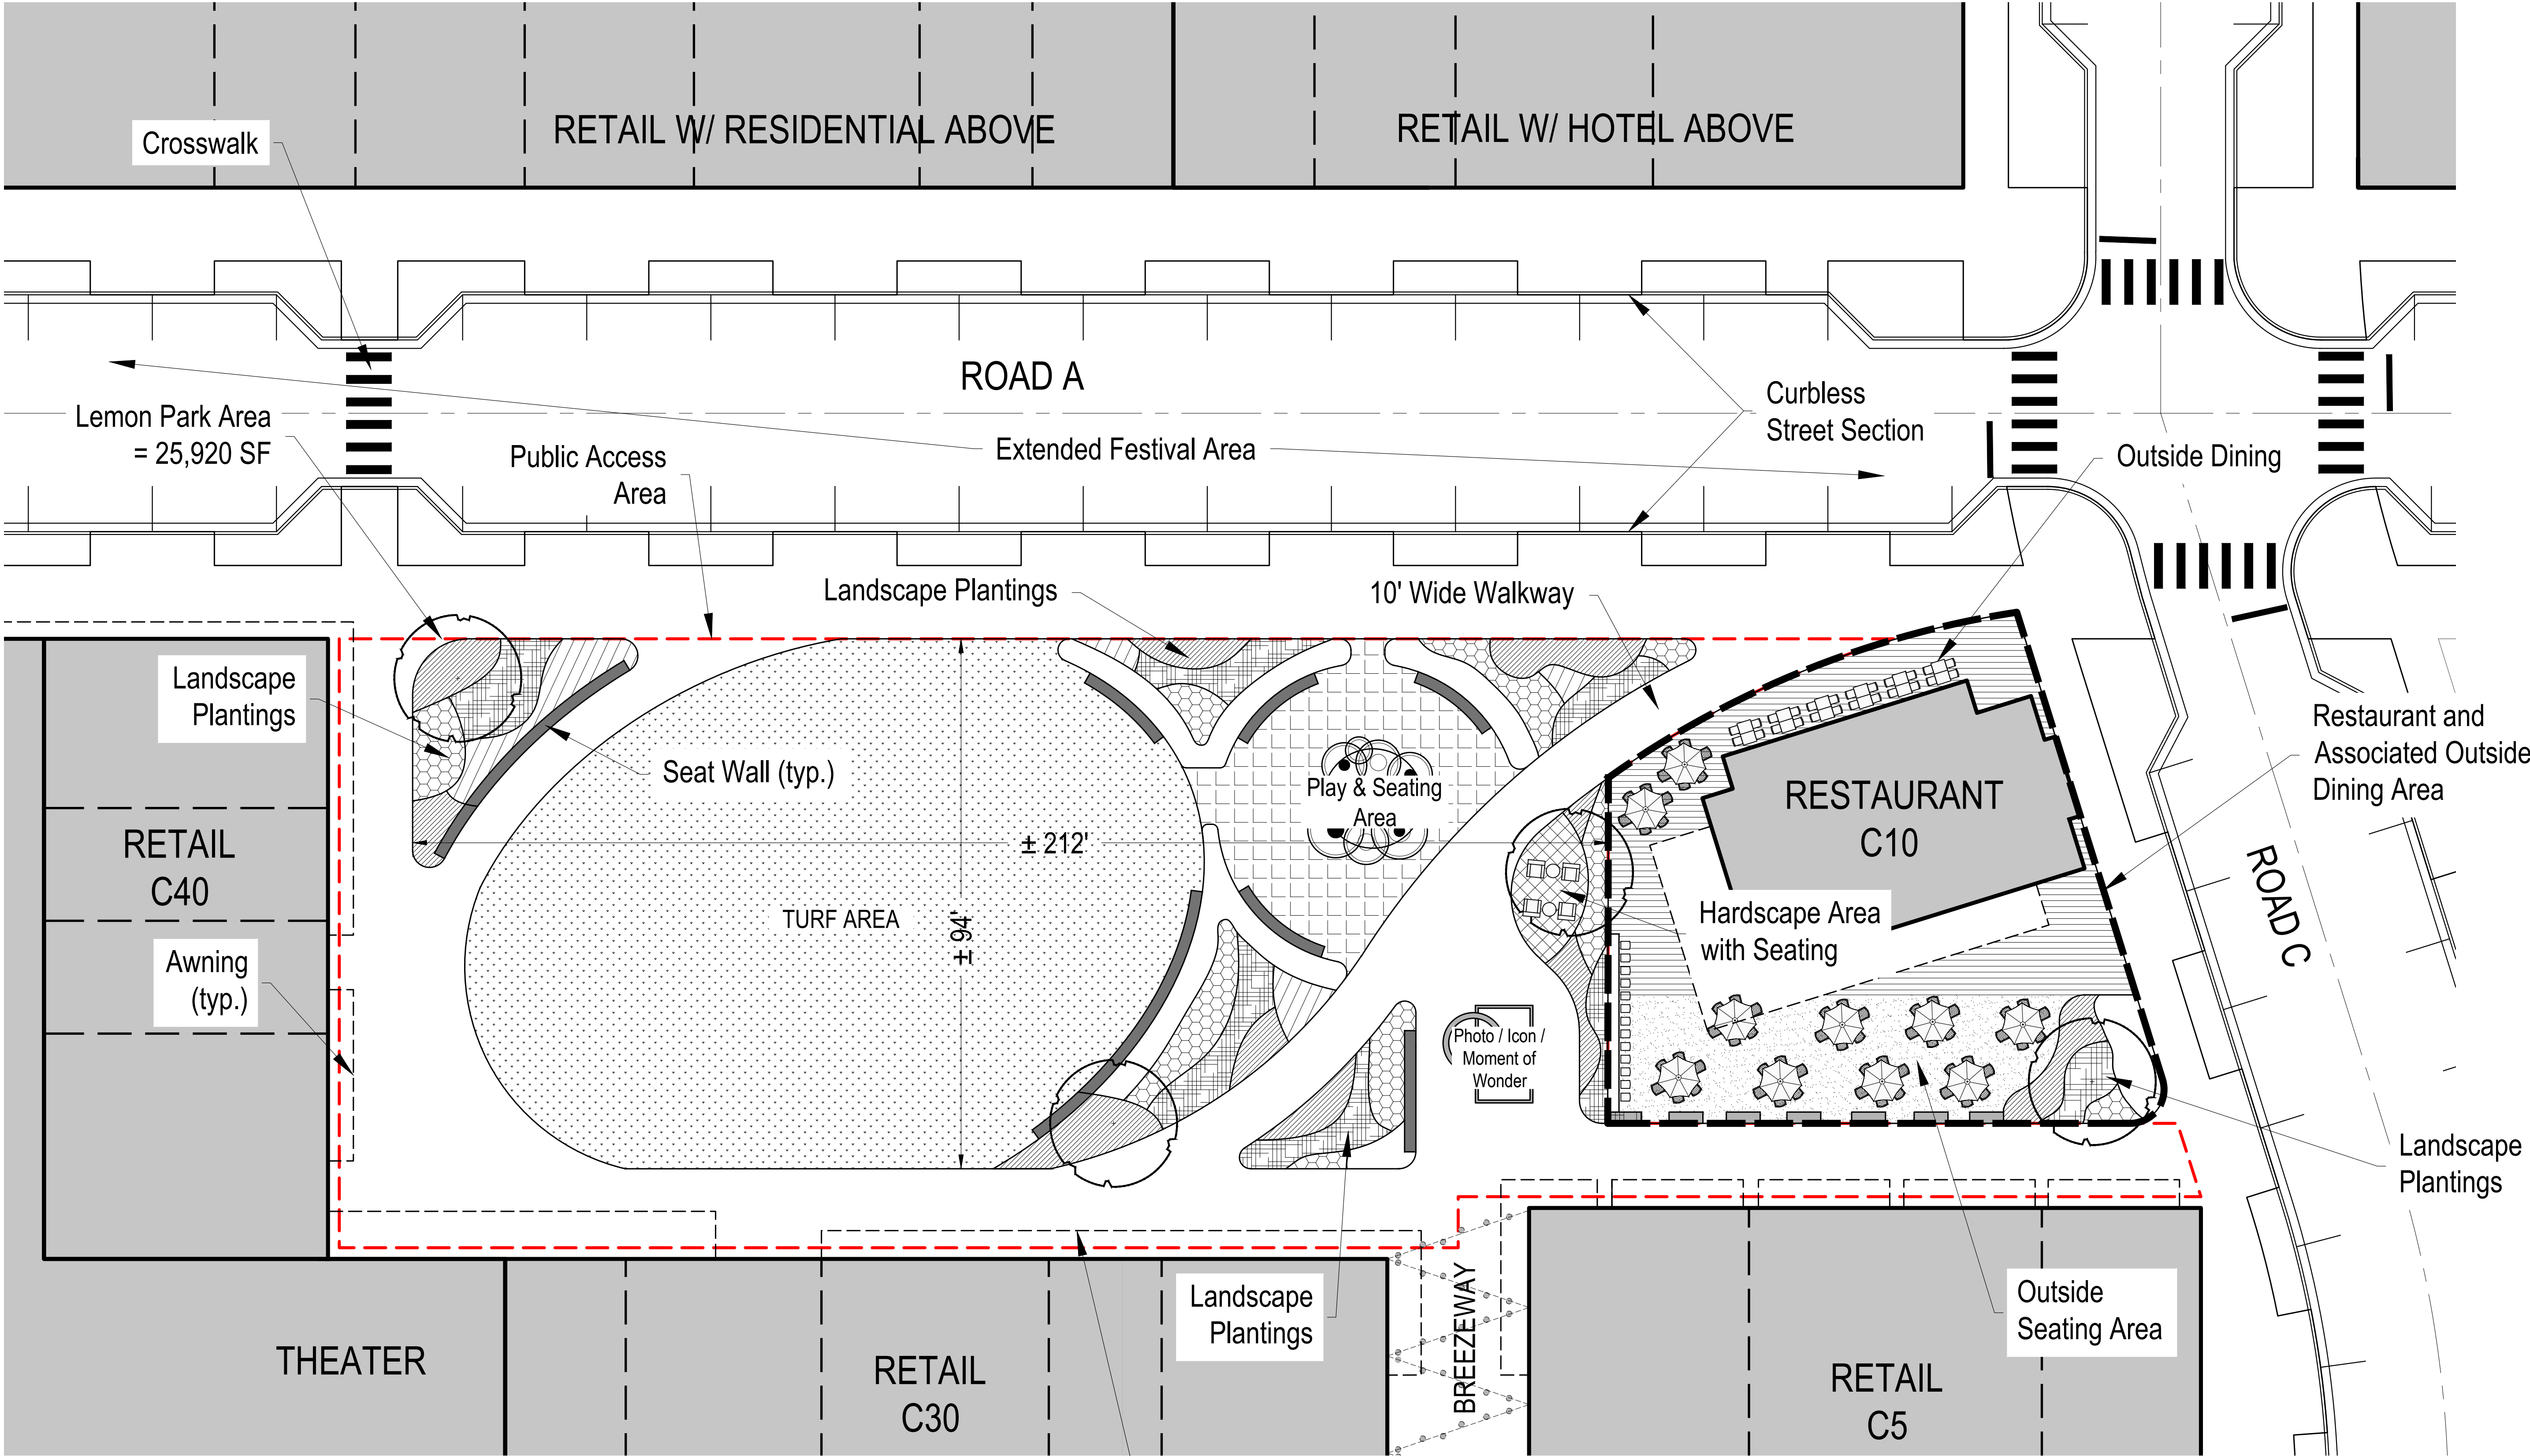 RETAIL W/ RESIDENTIAL ABOVE
RETAIL W/ HOTEL ABOVE
Crosswalk
ROAD A
Lemon Park Area
= 25,920 SF
Public Access
Area
Extended Festival Area
Curbless
Street Section
Outside Dining
Landscape Plantings
10' Wide Walkway
Landscape
Plantings
Seat Wall (typ.)
Play & Seating
Area
RESTAURANT
C10
Restaurant and
Associated Outside
Dining Area
RETAIL
C40
± 212'
TURF AREA
± 94'
Hardscape Area
with Seating
ROAD C
Awning
(typ.)
Photo / Icon /
Moment of
Wonder
Landscape
Plantings
Landscape
Plantings
BREEZEWAY
Outside
Seating Area
THEATER
RETAIL
C30
RETAIL
C5